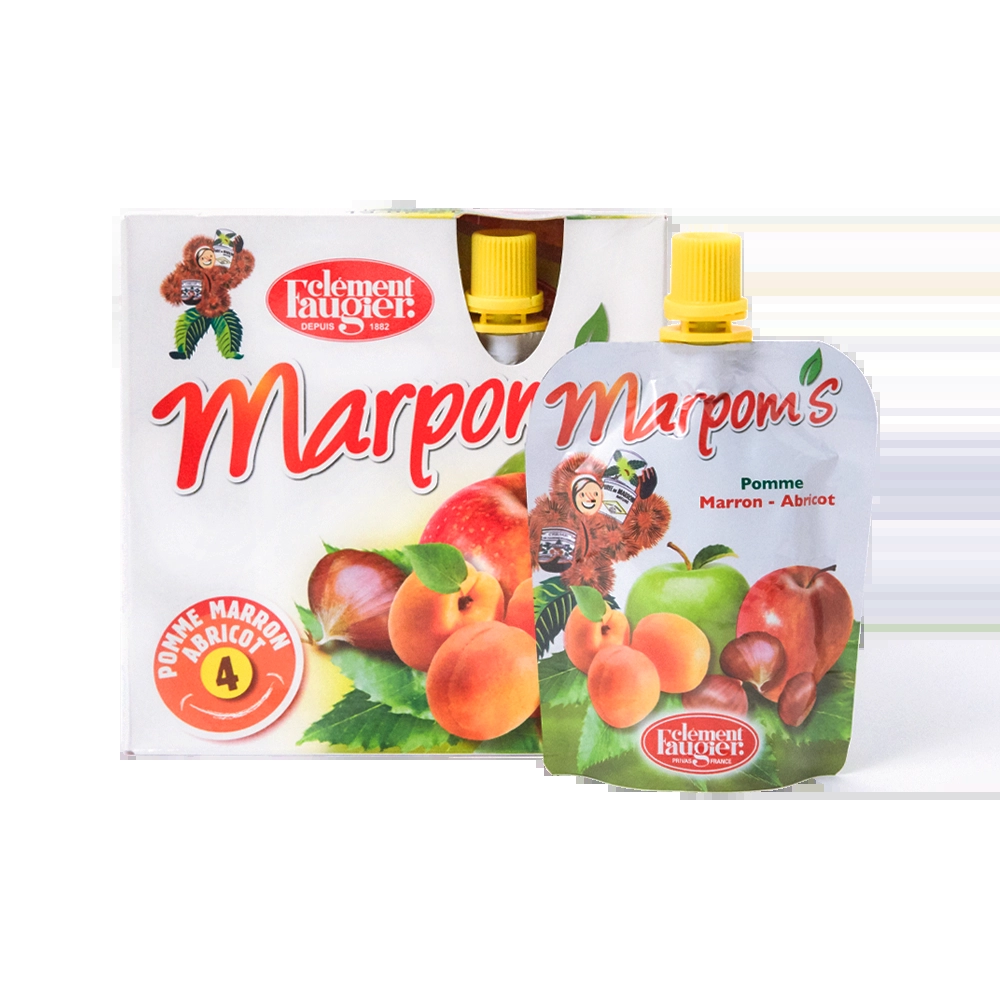 Clément
Faugier.
DEPUIS 1882
Marpom
POMME MARRON
ABRICOT
4
Marpom's
Pomme
Marron - Abricot
Clément
Faugier.
PRIVAS FRANCE